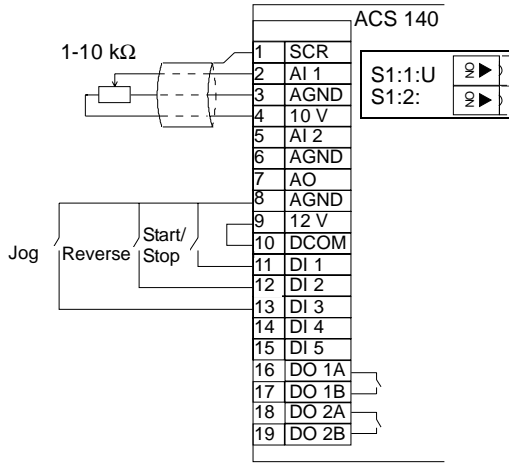 ACS 140
1-10 kΩ
1 SCR
2 AI 1
3 AGND
4 10 V
5 AI 2
6 AGND
7 AO
8 AGND
9 12 V
10 DCOM
11 DI 1
12 DI 2
13 DI 3
14 DI 4
15 DI 5
16 DO 1A
17 DO 1B
18 DO 2A
19 DO 2B
S1:1:U
ON
S1:2:
ON
Jog
Reverse
Start/
Stop